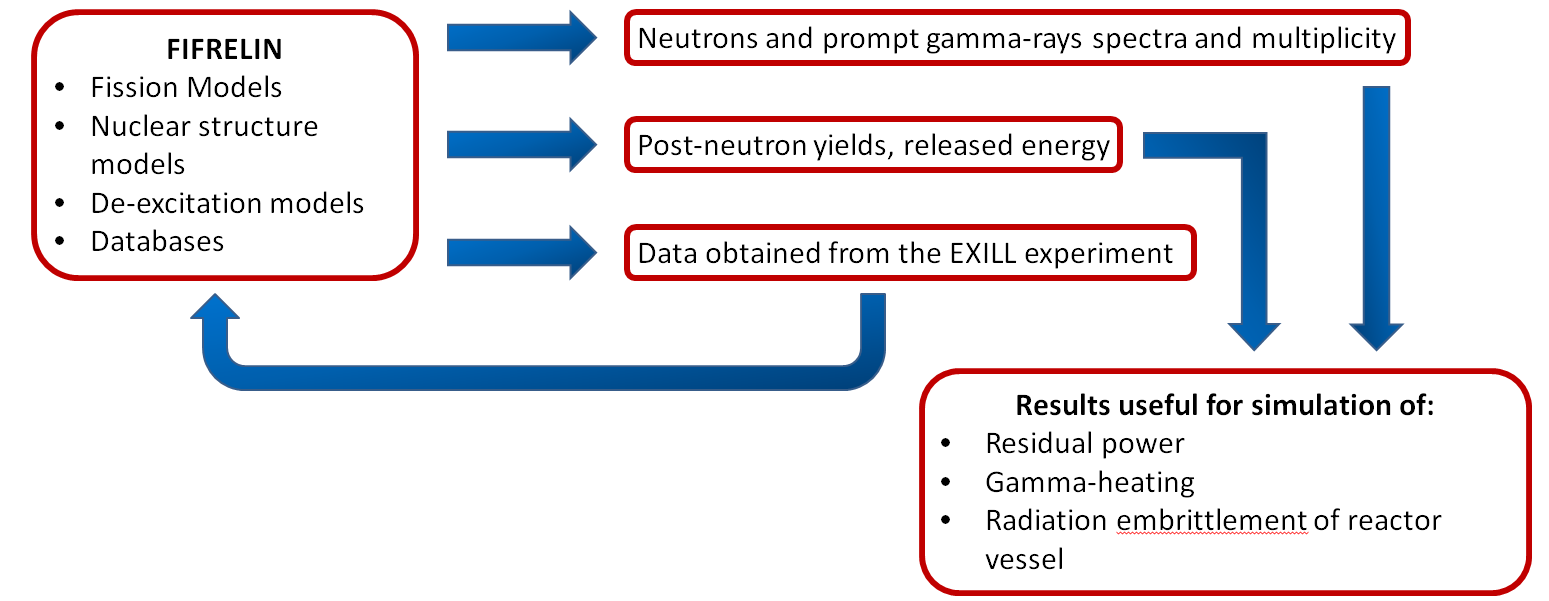 FIFRELIN
• Fission Models
• Nuclear structure
models
• De-excitation models
• Databases
Neutrons and prompt gamma-rays spectra and multiplicity
Post-neutron yields, released energy
Data obtained from the EXILL experiment
Results useful for simulation of:
• Residual power
• Gamma-heating
• Radiation embrittlement of reactor
vessel